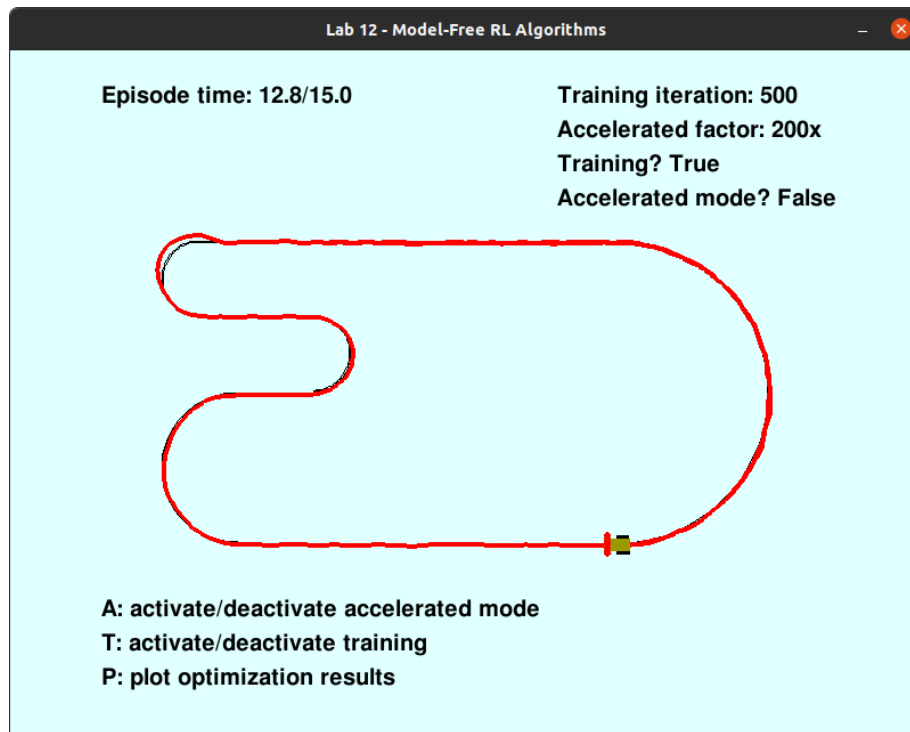 Lab 12 - Model-Free RL Algorithms
Episode time: 12.8/15.0
Training iteration: 500
Accelerated factor: 200x
Training? True
Accelerated mode? False
A: activate/deactivate accelerated mode
T: activate/deactivate training
P: plot optimization results